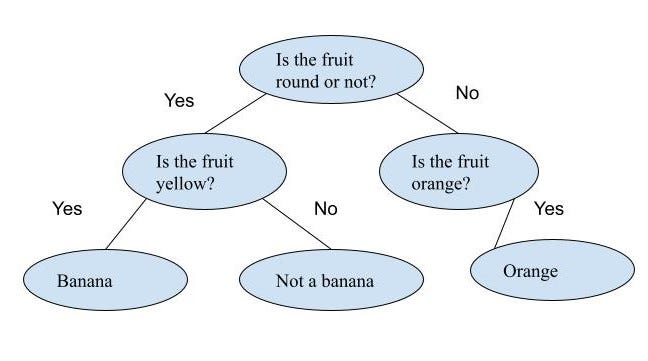 Is the fruit
round or not?
Yes
No
Is the fruit
yellow?
Is the fruit
orange?
Yes
No
Yes
Banana
Not a banana
Orange